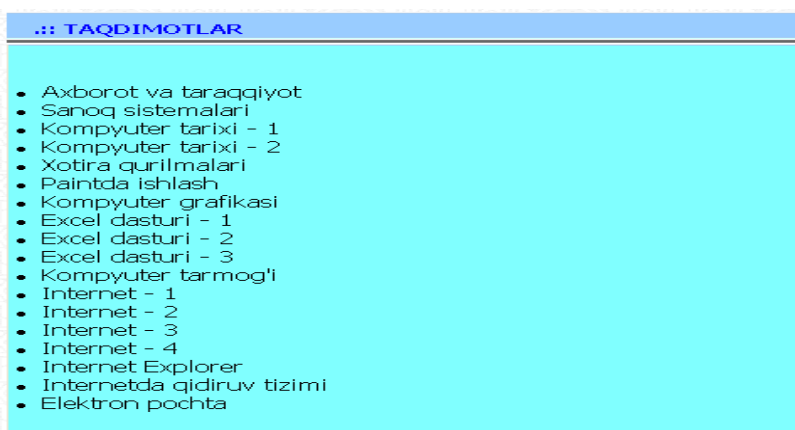 .:: TAQDIMOTLAR
• Axborot va taraqqiyot
• Sanoq sistemalari
• Kompyuter tarixi - 1
• Kompyuter tarixi - 2
• Xotira qurilmalari
• Paintda ishlash
• Kompyuter grafikasi
• Excel dasturi - 1
• Excel dasturi - 2
• Excel dasturi - 3
• Kompyuter tarmog'i
• Internet - 1
• Internet - 2
• Internet - 3
• Internet - 4
• Internet Explorer
• Internetda qidiruv tizimi
• Elektron pochta